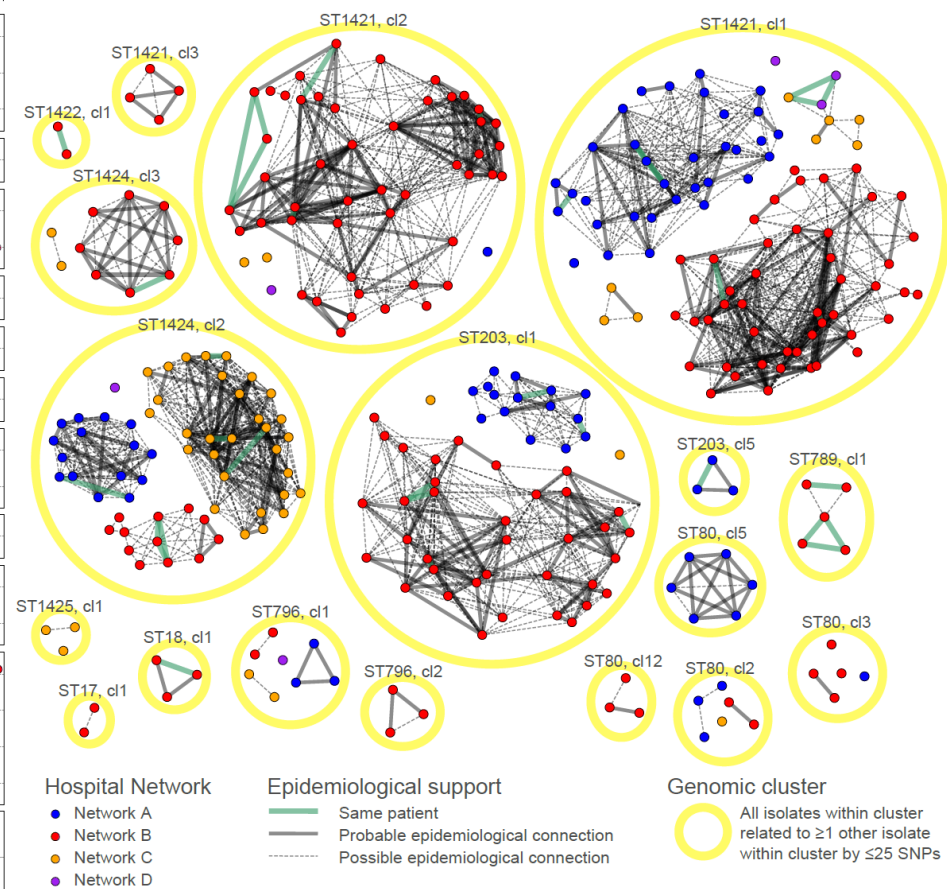 ST1421, cl2
ST1421, cl1
ST1421, cl3
ST1422, cl1
ST1424, cl3
ST1424, cl2
ST203, cl1
ST203, cl5
ST789, cl1
ST80, cl5
ST1425, cl1
ST796, cl1
ST18, cl1
ST80, cl3
ST796, cl2
ST80, cl12
ST80, cl2
ST17, cl1
Hospital Network
Network A
Network B
Network C
Network D
Epidemiological support
Same patient
Probable epidemiological connection
Possible epidemiological connection
Genomic cluster
All isolates within cluster
related to ≥1 other isolate
within cluster by ≤25 SNPs